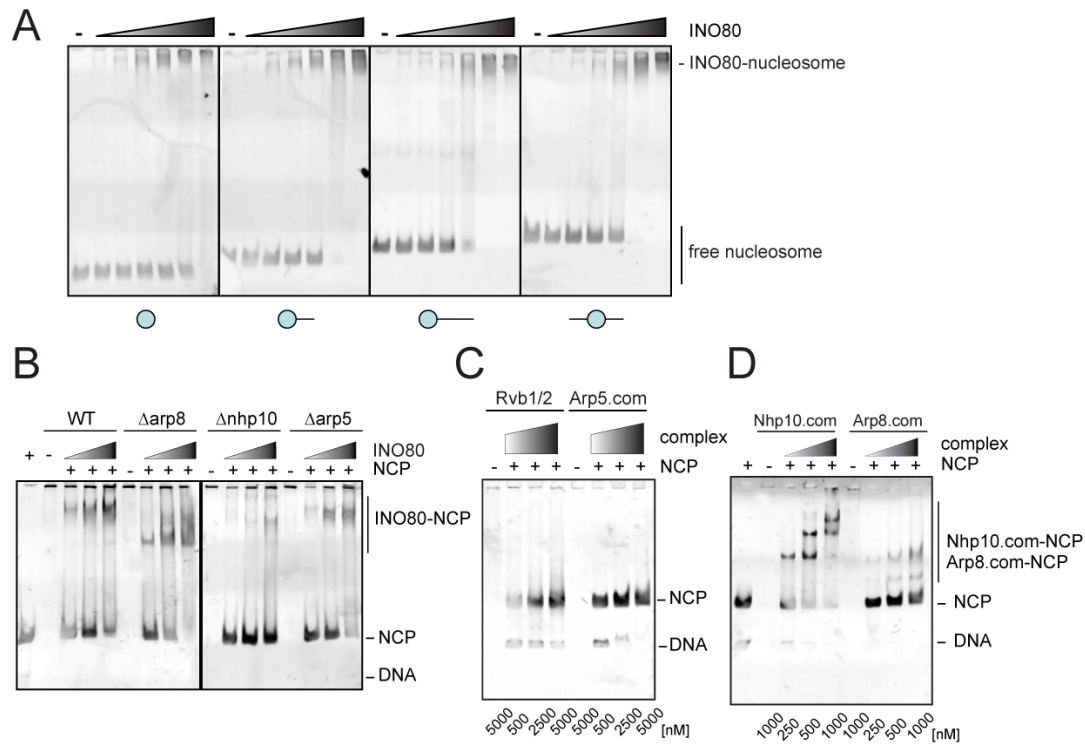 A
- - - - INO80
- INO80-nucleosome
free nucleosome
B
WT Δarp8 Δnhp10 Δarp5
INO80
+ - + + + - + + + - + + + - + + + NCP
INO80-NCP
- NCP
- DNA
C
Rvb1/2 Arp5.com
complex
- + + + - + + + NCP
- NCP
- DNA
5000 500 2500 5000 5000 500 2500 5000 [nM]
D
Nhp10.com Arp8.com
complex
+ - + + + - + + + NCP
Nhp10.com-NCP
Arp8.com-NCP
- NCP
- DNA
1000 250 500 1000 1000 250 500 1000 [nM]